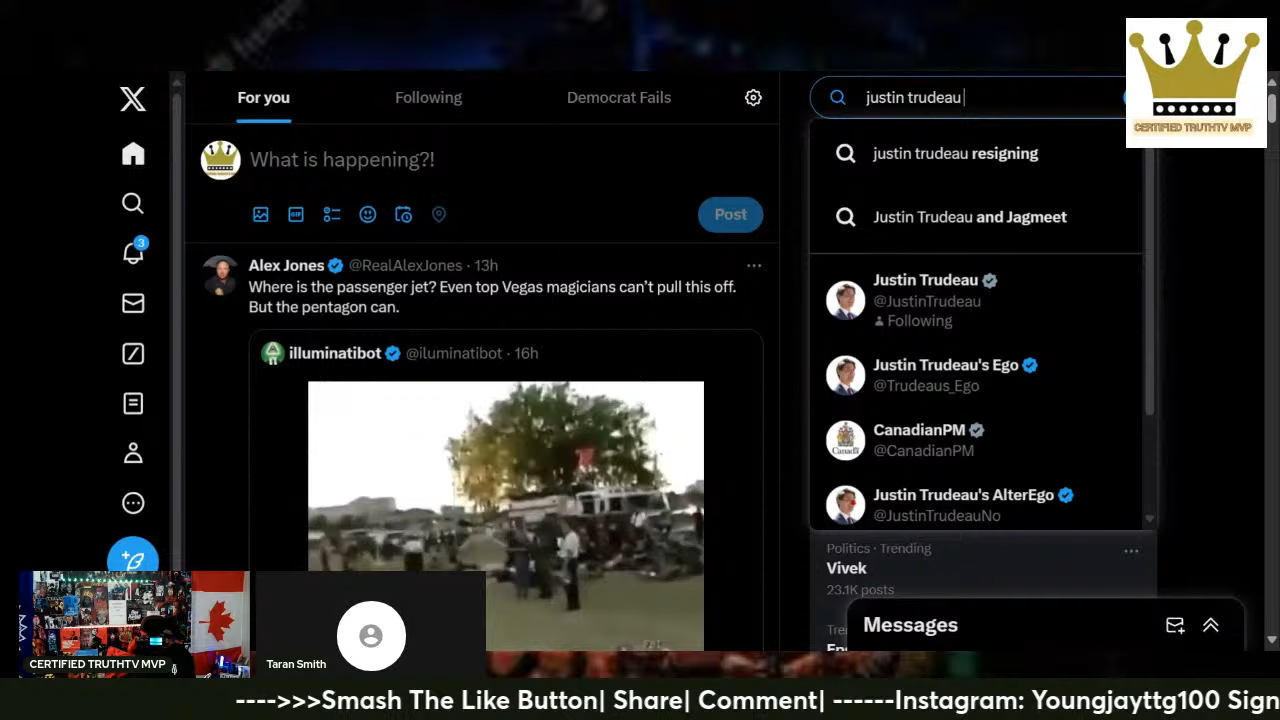 CERTIFIED TRUTHTV MVP
For you
Following
Democrat Fails
justin trudeau
What is happening?!
GIF
Post
3
justin trudeau resigning
Justin Trudeau and Jagmeet
Justin Trudeau
@JustinTrudeau
Following
Justin Trudeau's Ego
@Trudeaus_Ego
CanadianPM
@CanadianPM
Canada
Justin Trudeau's AlterEgo
@JustinTrudeauNo
Alex Jones @RealAlexJones · 13h
Where is the passenger jet? Even top Vegas magicians can't pull this off.
But the pentagon can.
illuminatibot @iluminatibot · 16h
Politics · Trending
Vivek
23.1K posts
Messages
CERTIFIED TRUTHTV MVP
Taran Smith
---->>>Smash The Like Button| Share| Comment| ------Instagram: Youngjayttg100 Sign